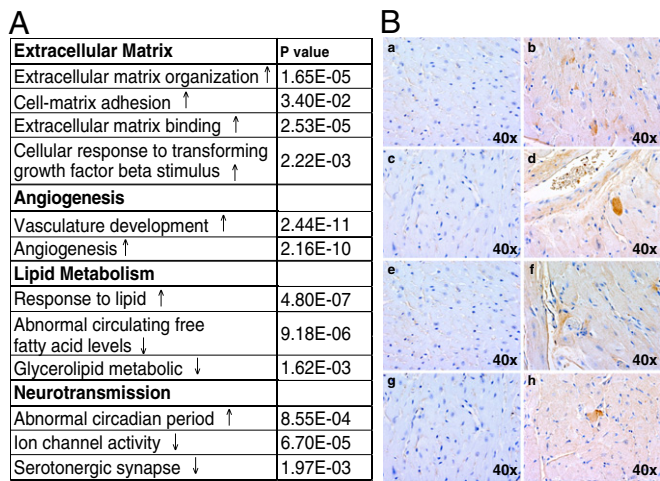 A
Extracellular Matrix P value
Extracellular matrix organization ↑ 1.65E-05
Cell-matrix adhesion ↑ 3.40E-02
Extracellular matrix binding ↑ 2.53E-05
Cellular response to transforming
growth factor beta stimulus ↑ 2.22E-03
Angiogenesis
Vasculature development ↑ 2.44E-11
Angiogenesis ↑ 2.16E-10
Lipid Metabolism
Response to lipid ↑ 4.80E-07
Abnormal circulating free
fatty acid levels ↓ 9.18E-06
Glycerolipid metabolic ↓ 1.62E-03
Neurotransmission
Abnormal circadian period ↑ 8.55E-04
Ion channel activity ↓ 6.70E-05
Serotonergic synapse ↓ 1.97E-03
B
a 40x
b 40x
c 40x
d 40x
e 40x
f 40x
g 40x
h 40x